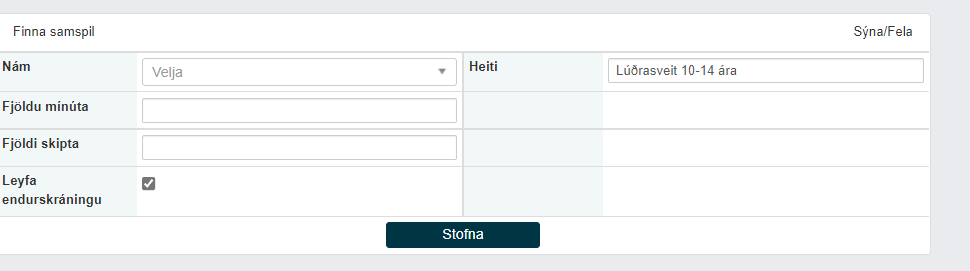 Finna samspil
Sýna/Fela
Nám
Velja
Heiti
Lúðrasveit 10-14 ára
Fjöldu mínúta
Fjöldi skipta
Leyfa
endurskráningu
Stofna